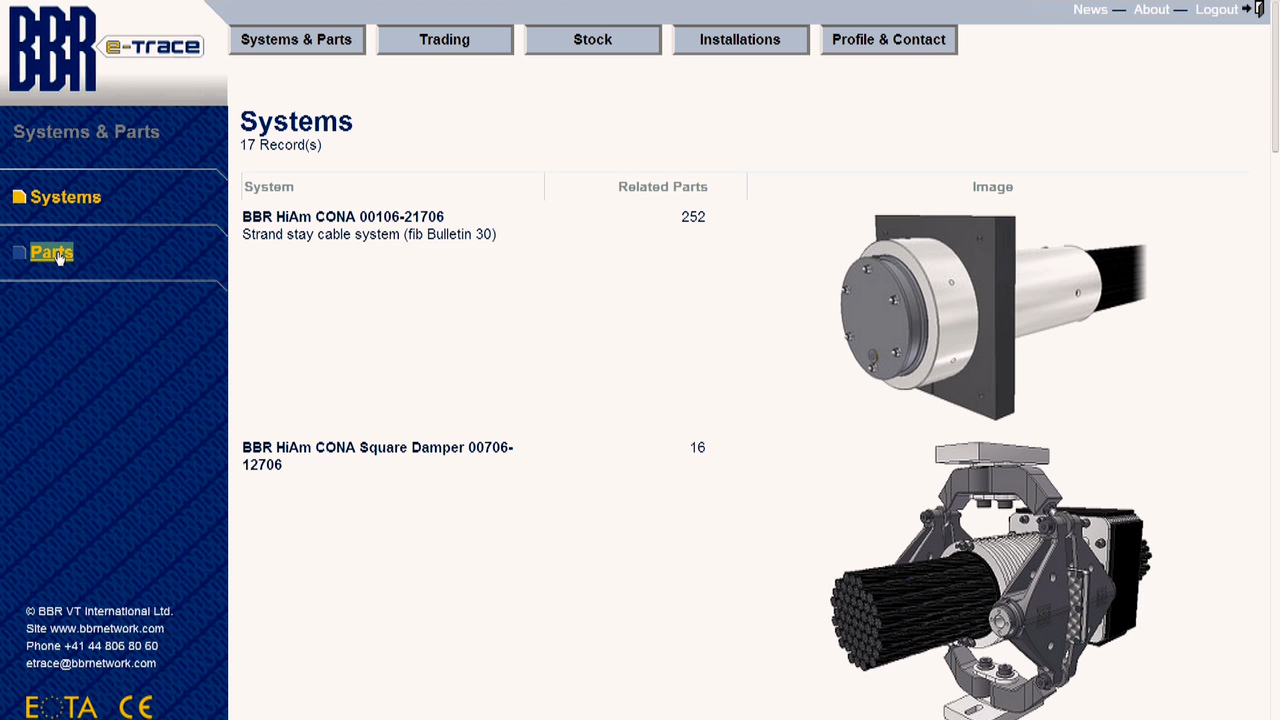 News — About — Logout
BBR e-TRACE
Systems & Parts
Trading
Stock
Installations
Profile & Contact
Systems & Parts
Systems
Parts
Systems
17 Record(s)
System
Related Parts
Image
BBR HiAm CONA 00106-21706
252
Strand stay cable system (fib Bulletin 30)
BBR HiAm CONA Square Damper 00706-
16
12706
© BBR VT International Ltd.
Site www.bbrnetwork.com
Phone +41 44 806 80 60
etrace@bbrnetwork.com
EOTA CE